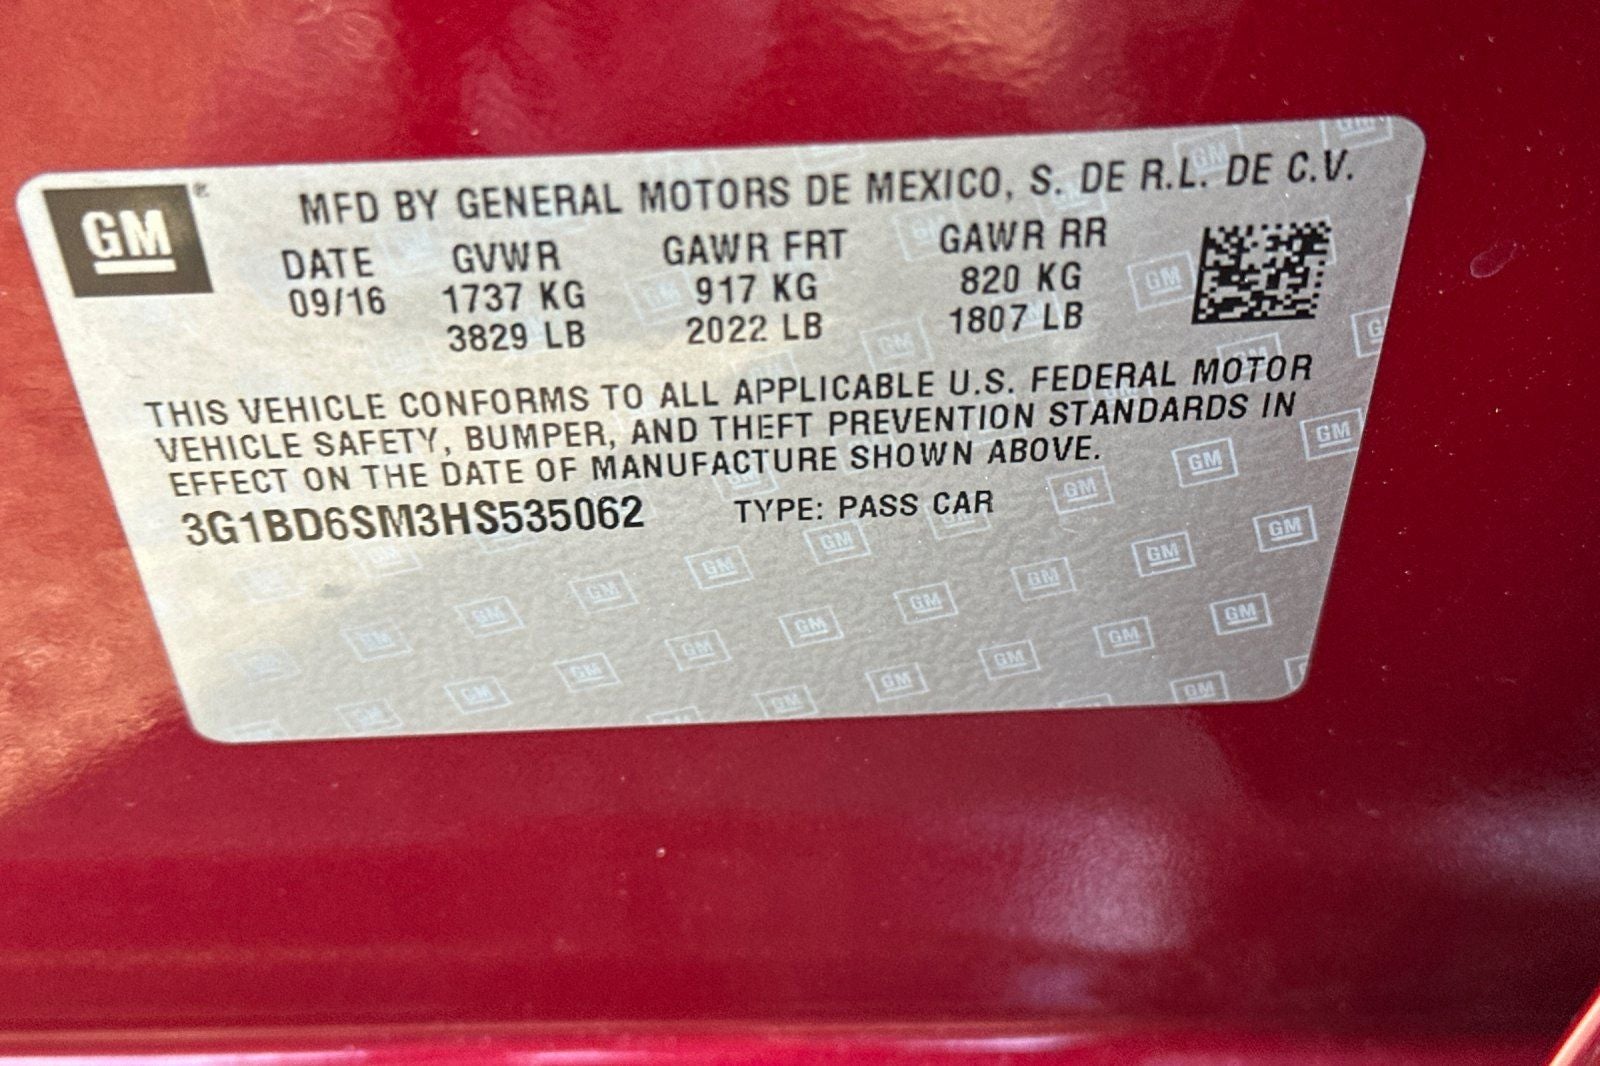 GM
MFD BY GENERAL MOTORS DE MEXICO, S. DE R.L. DE C.V.
DATE GVWR GAWR FRT GAWR RR
09/16 1737 KG 917 KG 820 KG
3829 LB 2022 LB 1807 LB
THIS VEHICLE CONFORMS TO ALL APPLICABLE U.S. FEDERAL MOTOR
VEHICLE SAFETY, BUMPER, AND THEFT PREVENTION STANDARDS IN
EFFECT ON THE DATE OF MANUFACTURE SHOWN ABOVE.
3G1BD6SM3HS535062 TYPE: PASS CAR